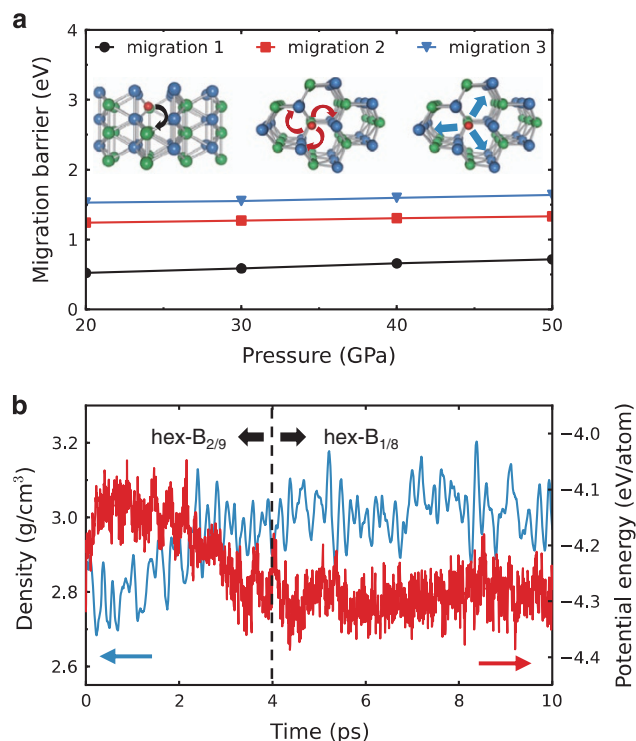 a
migration 1 migration 2 migration 3
Migration barrier (eV)
4
3
2
1
0
20 30 40 50
Pressure (GPa)
b
hex-B2/9 hex-B1/8
Density (g/cm³)
3.2
3.0
2.8
2.6
−4.0
−4.1
−4.2
−4.3
−4.4
Potential energy (eV/atom)
0 2 4 6 8 10
Time (ps)